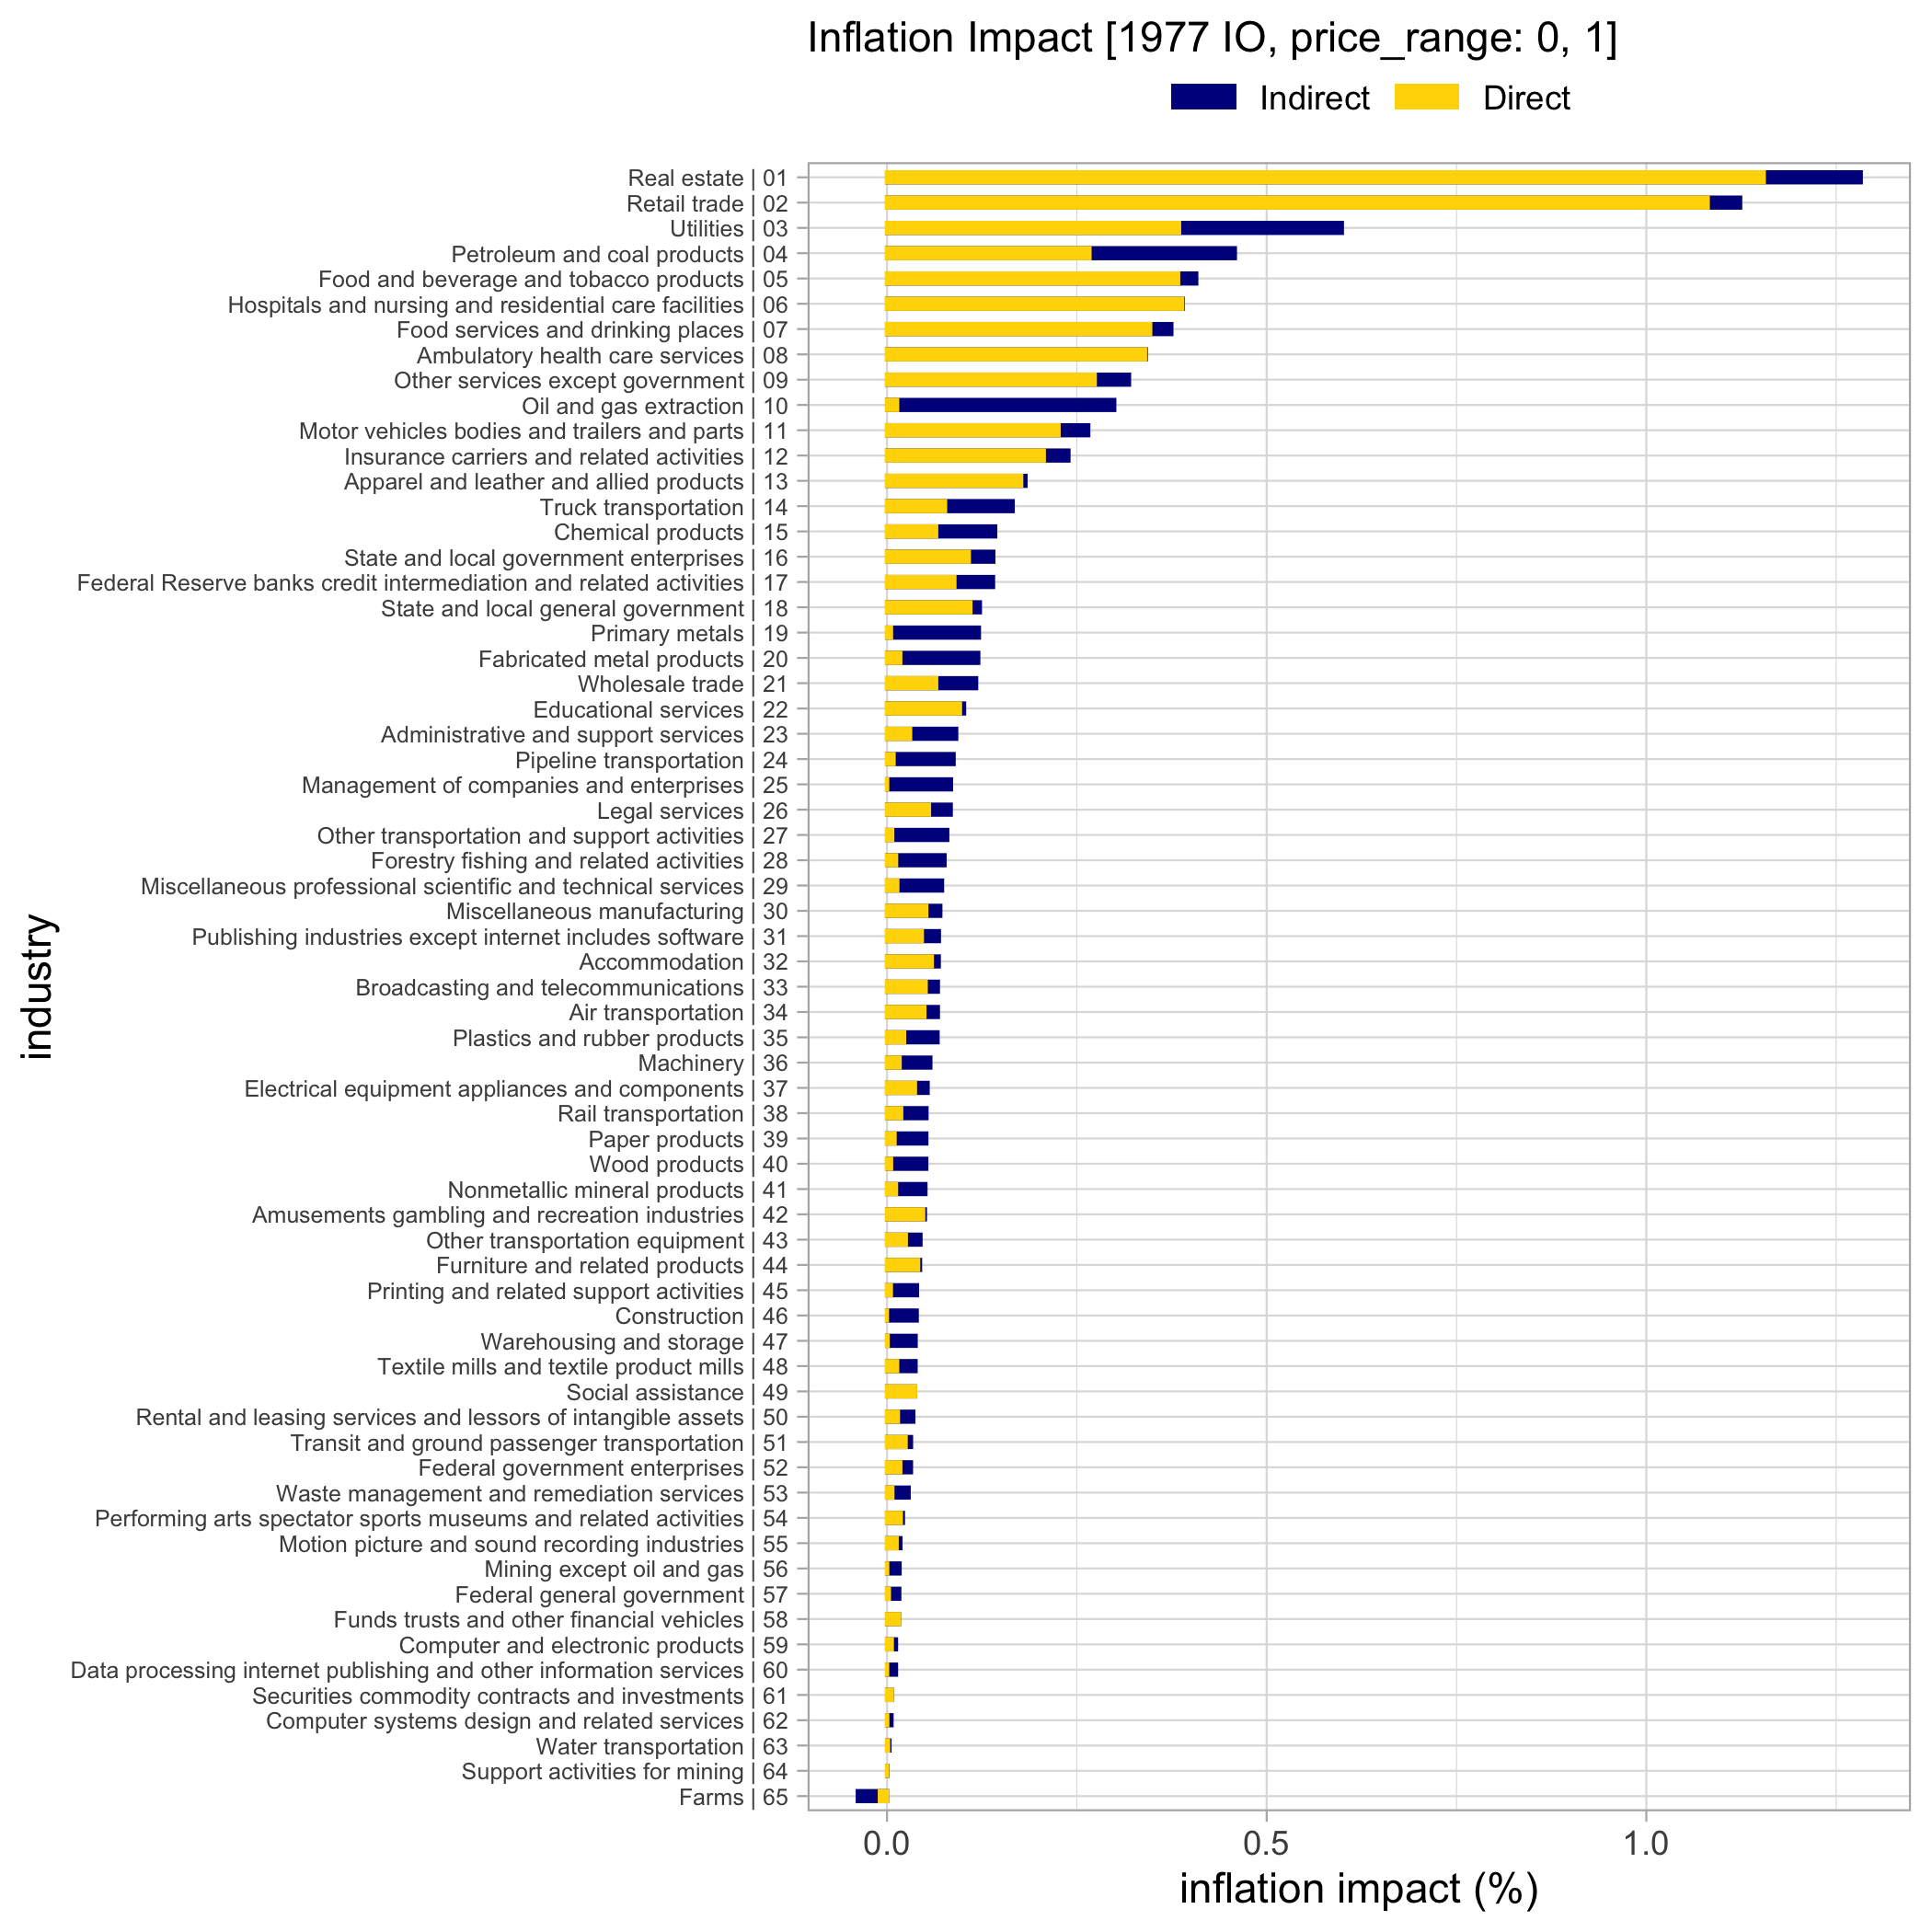 Inflation Impact [1977 IO, price_range: 0, 1]
Indirect Direct
Real estate | 01
Retail trade | 02
Utilities | 03
Petroleum and coal products | 04
Food and beverage and tobacco products | 05
Hospitals and nursing and residential care facilities | 06
Food services and drinking places | 07
Ambulatory health care services | 08
Other services except government | 09
Oil and gas extraction | 10
Motor vehicles bodies and trailers and parts | 11
Insurance carriers and related activities | 12
Apparel and leather and allied products | 13
Truck transportation | 14
Chemical products | 15
State and local government enterprises | 16
Federal Reserve banks credit intermediation and related activities | 17
State and local general government | 18
Primary metals | 19
Fabricated metal products | 20
Wholesale trade | 21
Educational services | 22
Administrative and support services | 23
Pipeline transportation | 24
Management of companies and enterprises | 25
Legal services | 26
Other transportation and support activities | 27
Forestry fishing and related activities | 28
Miscellaneous professional scientific and technical services | 29
Miscellaneous manufacturing | 30
Publishing industries except internet includes software | 31
Accommodation | 32
Broadcasting and telecommunications | 33
Air transportation | 34
Plastics and rubber products | 35
Machinery | 36
Electrical equipment appliances and components | 37
Rail transportation | 38
Paper products | 39
Wood products | 40
Nonmetallic mineral products | 41
Amusements gambling and recreation industries | 42
Other transportation equipment | 43
Furniture and related products | 44
Printing and related support activities | 45
Construction | 46
Warehousing and storage | 47
Textile mills and textile product mills | 48
Social assistance | 49
Rental and leasing services and lessors of intangible assets | 50
Transit and ground passenger transportation | 51
Federal government enterprises | 52
Waste management and remediation services | 53
Performing arts spectator sports museums and related activities | 54
Motion picture and sound recording industries | 55
Mining except oil and gas | 56
Federal general government | 57
Funds trusts and other financial vehicles | 58
Computer and electronic products | 59
Data processing internet publishing and other information services | 60
Securities commodity contracts and investments | 61
Computer systems design and related services | 62
Water transportation | 63
Support activities for mining | 64
Farms | 65
industry
0.0 0.5 1.0
inflation impact (%)